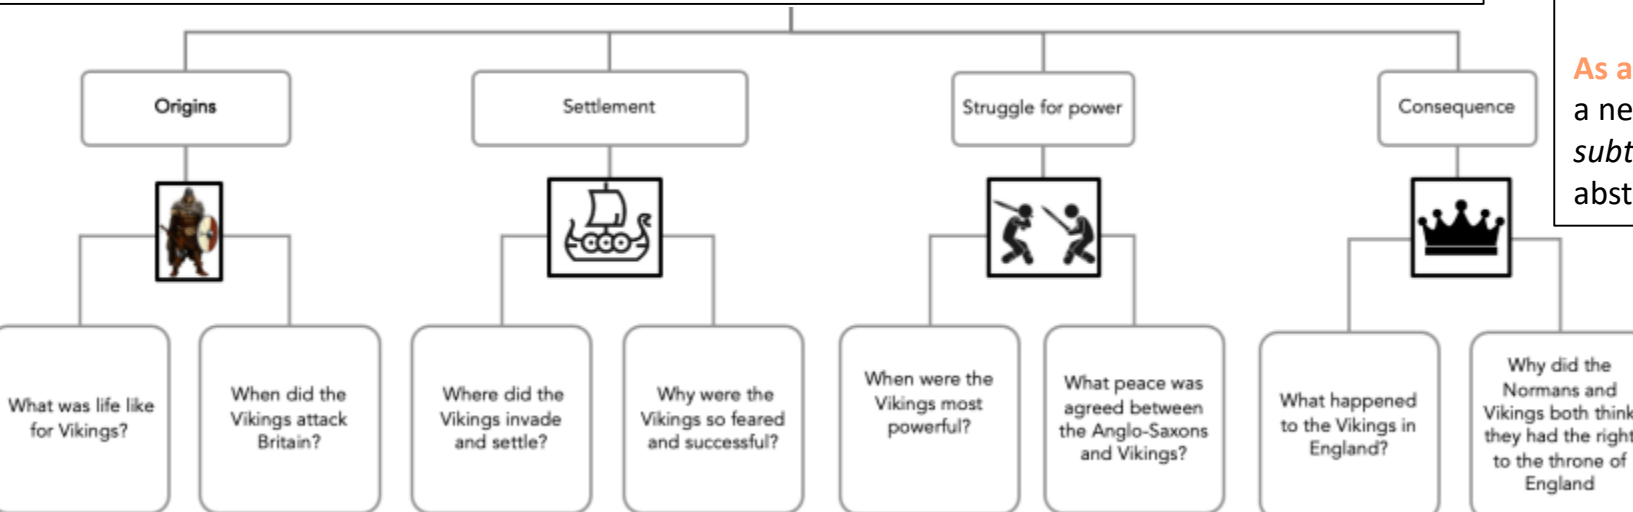 Origins
Settlement
Struggle for power
Consequence
As a
a ne
subt
abst
What was life like
for Vikings?
When did the
Vikings attack
Britain?
Where did the
Vikings invade
and settle?
Why were the
Vikings so feared
and successful?
When were the
Vikings most
powerful?
What peace was
agreed between
the Anglo-Saxons
and Vikings?
What happened
to the Vikings in
England?
Why did the
Normans and
Vikings both think
they had the right
to the throne of
England